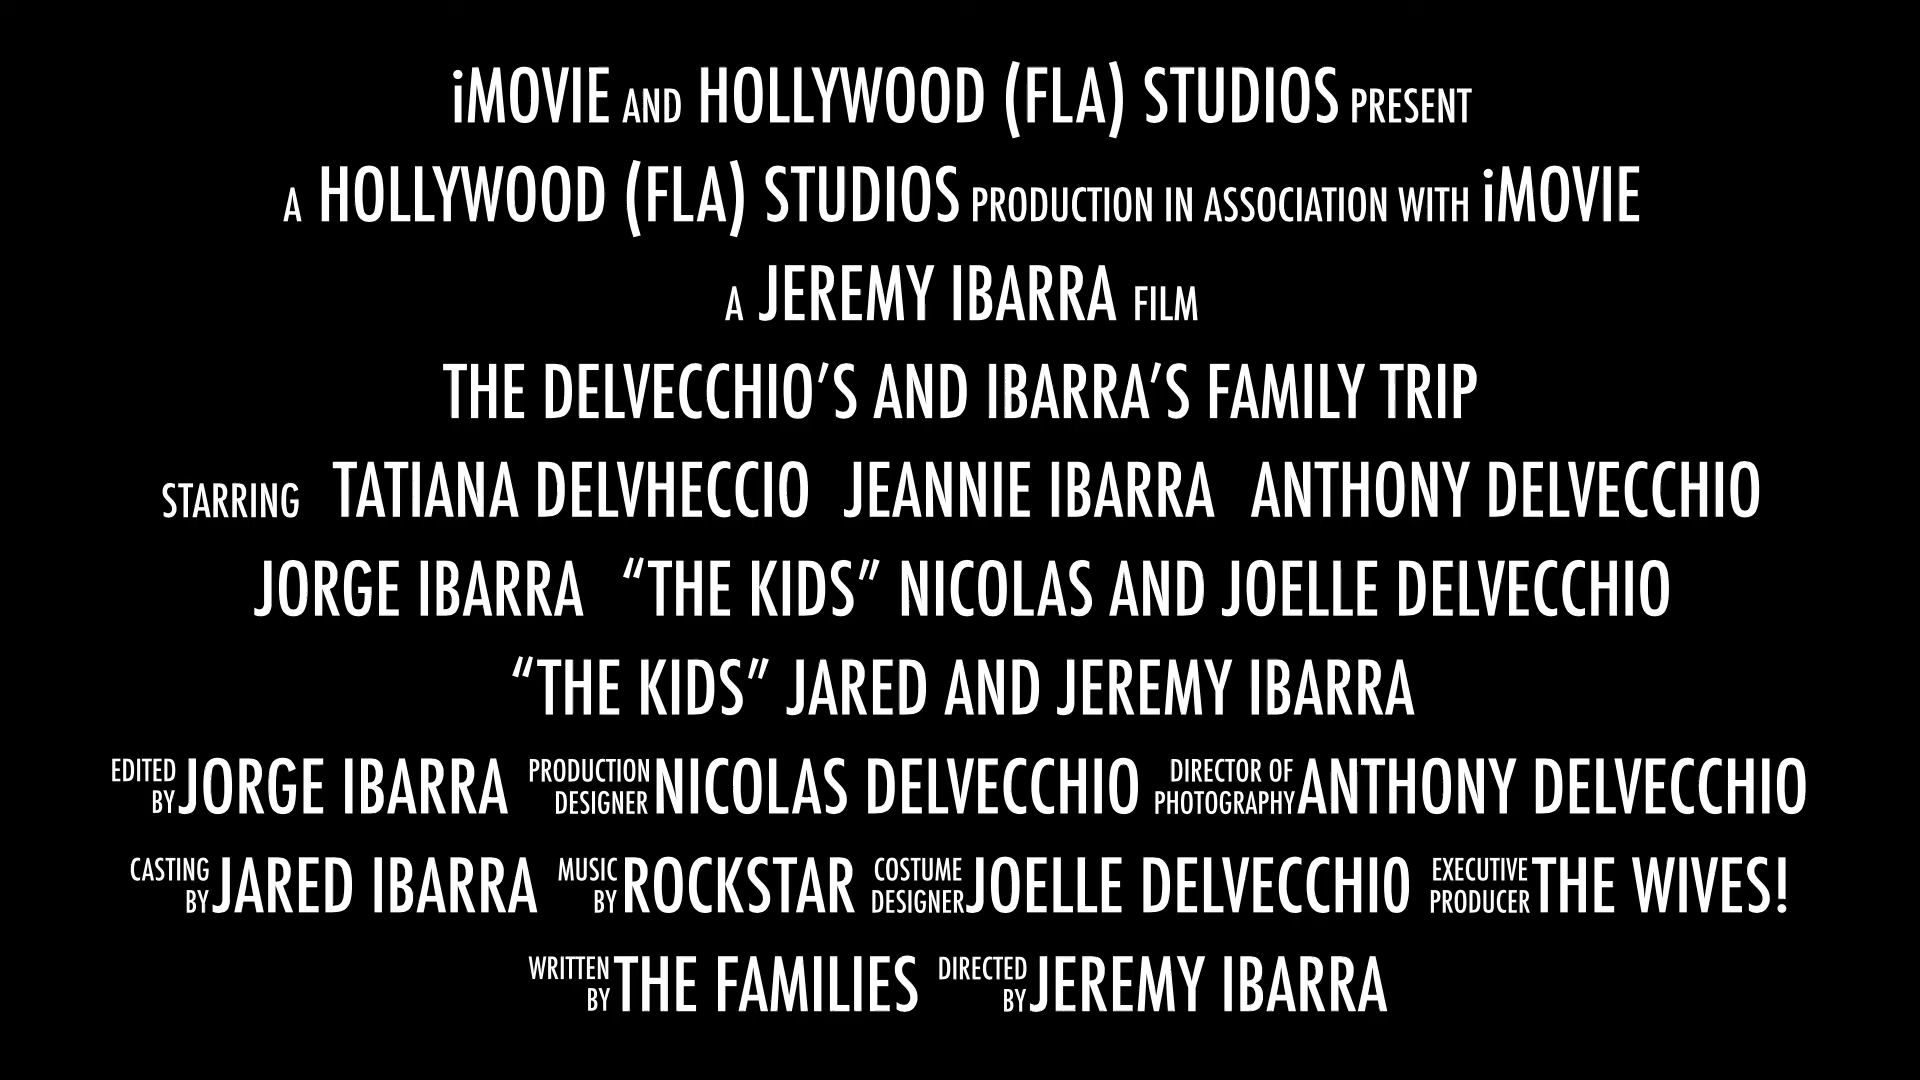 iMOVIE AND HOLLYWOOD (FLA) STUDIOS PRESENT
A HOLLYWOOD (FLA) STUDIOS PRODUCTION IN ASSOCIATION WITH iMOVIE
A JEREMY IBARRA FILM
THE DELVECCHIO’S AND IBARRA’S FAMILY TRIP
STARRING TATIANA DELVHECCIO JEANNIE IBARRA ANTHONY DELVECCHIO
JORGE IBARRA “THE KIDS” NICOLAS AND JOELLE DELVECCHIO
“THE KIDS” JARED AND JEREMY IBARRA
EDITED BY JORGE IBARRA PRODUCTION DESIGNER NICOLAS DELVECCHIO DIRECTOR OF PHOTOGRAPHY ANTHONY DELVECCHIO
CASTING BY JARED IBARRA MUSIC BY ROCKSTAR COSTUME DESIGNER JOELLE DELVECCHIO EXECUTIVE PRODUCER THE WIVES!
WRITTEN BY THE FAMILIES DIRECTED BY JEREMY IBARRA